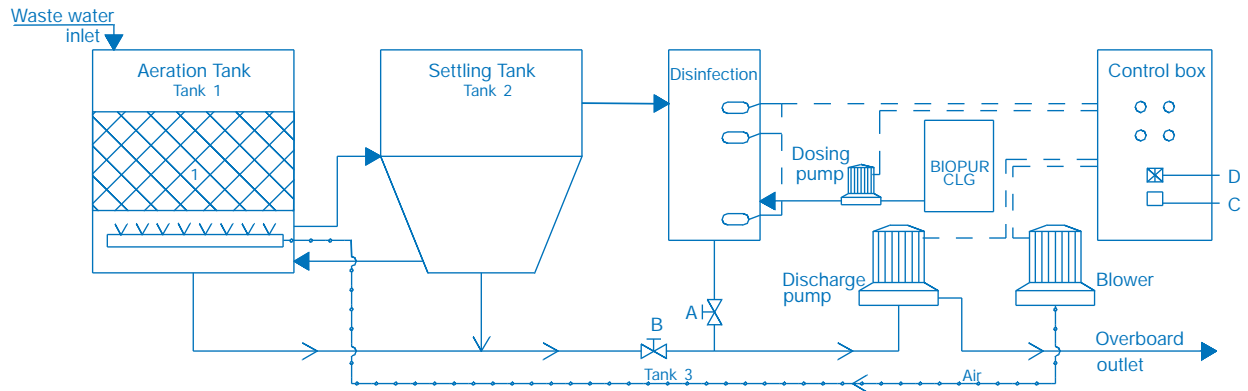 Waste water
inlet
Aeration Tank
Tank 1
1
Settling Tank
Tank 2
Disinfection
Dosing
pump
BIOPUR
CLG
Control box
D
C
Discharge
pump
Blower
A
B
Overboard
outlet
Tank 3
Air